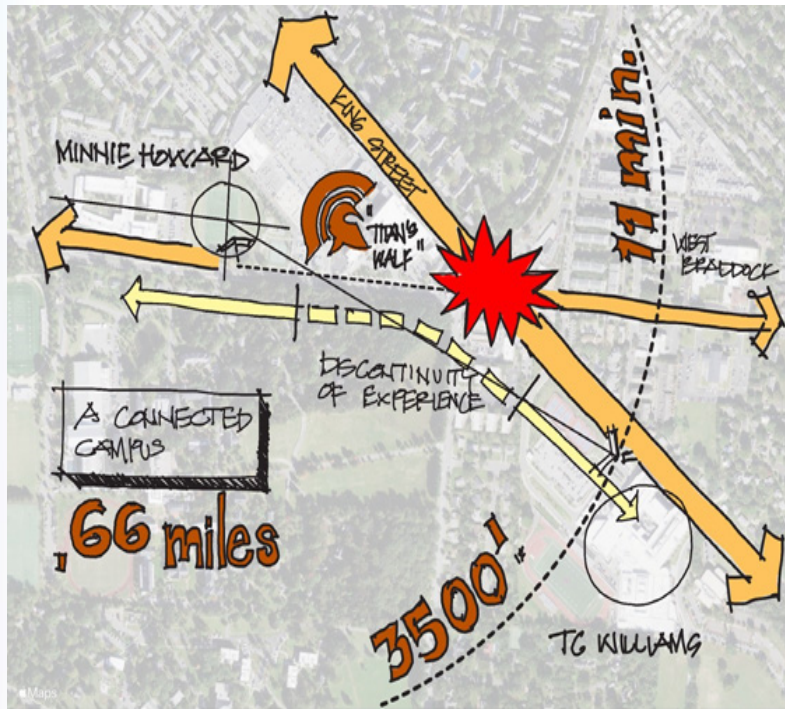 KING STREET
MINNIE HOWARD
"TITAN'S
WALK"
11 min.
WEST
BRADDOCK
DISCONTINUITY
OF EXPERIENCE
A CONNECTED
CAMPUS
.66 miles
3500'
TC WILLIAMS
Maps